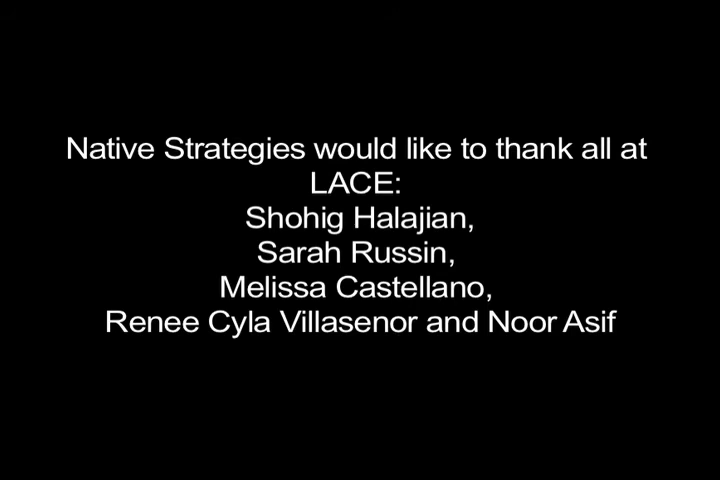 Native Strategies would like to thank all at
LACE:
Shohig Halajian,
Sarah Russin,
Melissa Castellano,
Renee Cyla Villasenor and Noor Asif